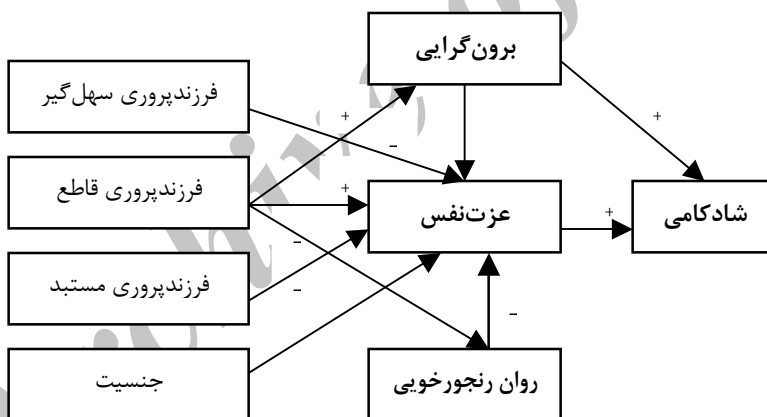 برون‌گرایی
فرزندپروری سهل‌گیر
+
+
–
فرزندپروری قاطع
+
عزت‌نفس
+
شادکامی
–
فرزندپروری مستبد
–
–
جنسیت
روان رنجورخویی